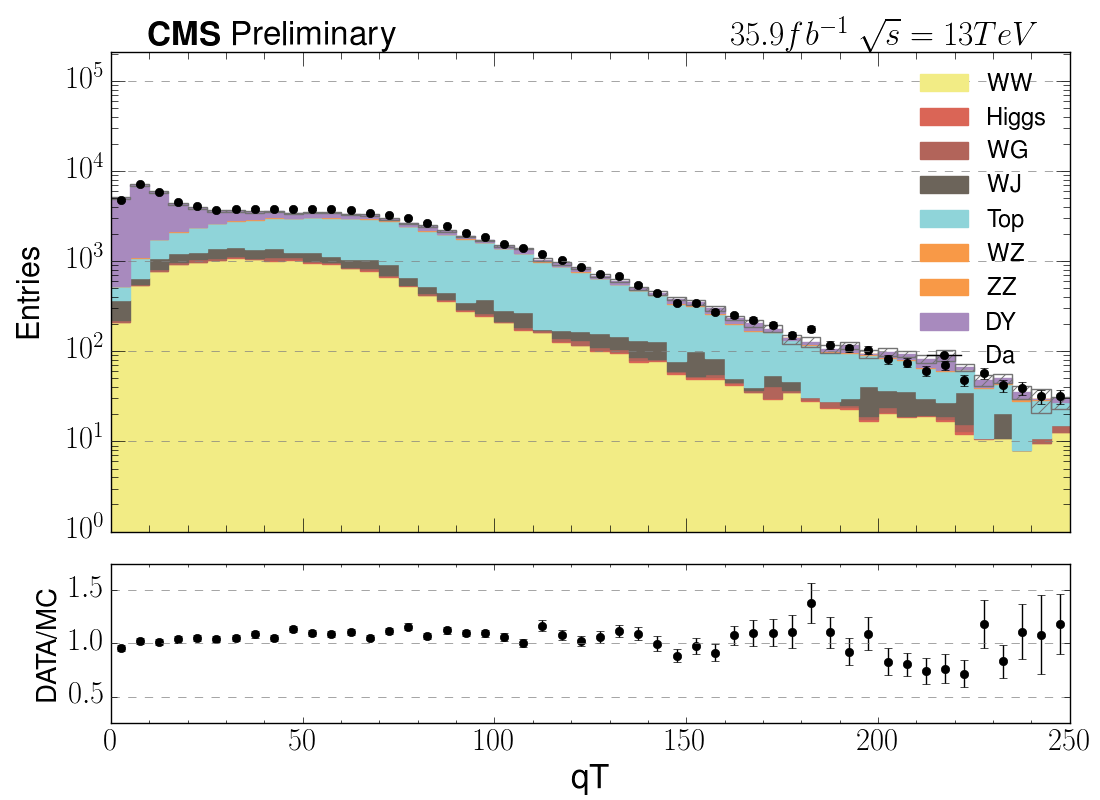 CMS Preliminary 35.9fb⁻¹ √s = 13TeV
Entries
10⁵
10⁴
10³
10²
10¹
10⁰
WW
Higgs
WG
WJ
Top
WZ
ZZ
DY
Da
DATA/MC
1.5
1.0
0.5
0 50 100 150 200 250
qT